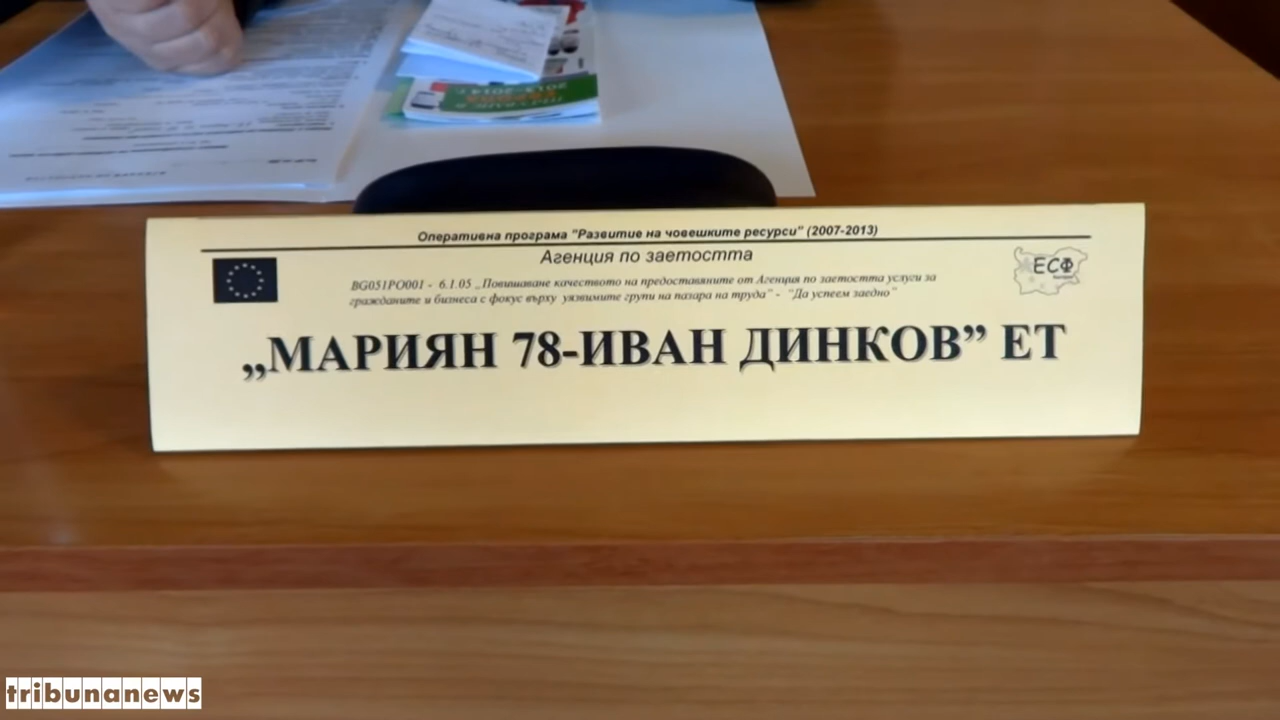 2013-2014 г
Оперативна програма "Развитие на човешките ресурси" (2007-2013)
Агенция по заетостта
ЕСФ
BG051PO001 - 6.1.05 „Повишаване качеството на предоставяните от Агенция по заетостта услуги за
гражданите и бизнеса с фокус върху уязвимите групи на пазара на труда” - “Да успеем заедно”
„МАРИЯН 78-ИВАН ДИНКОВ” ЕТ
tribunanews